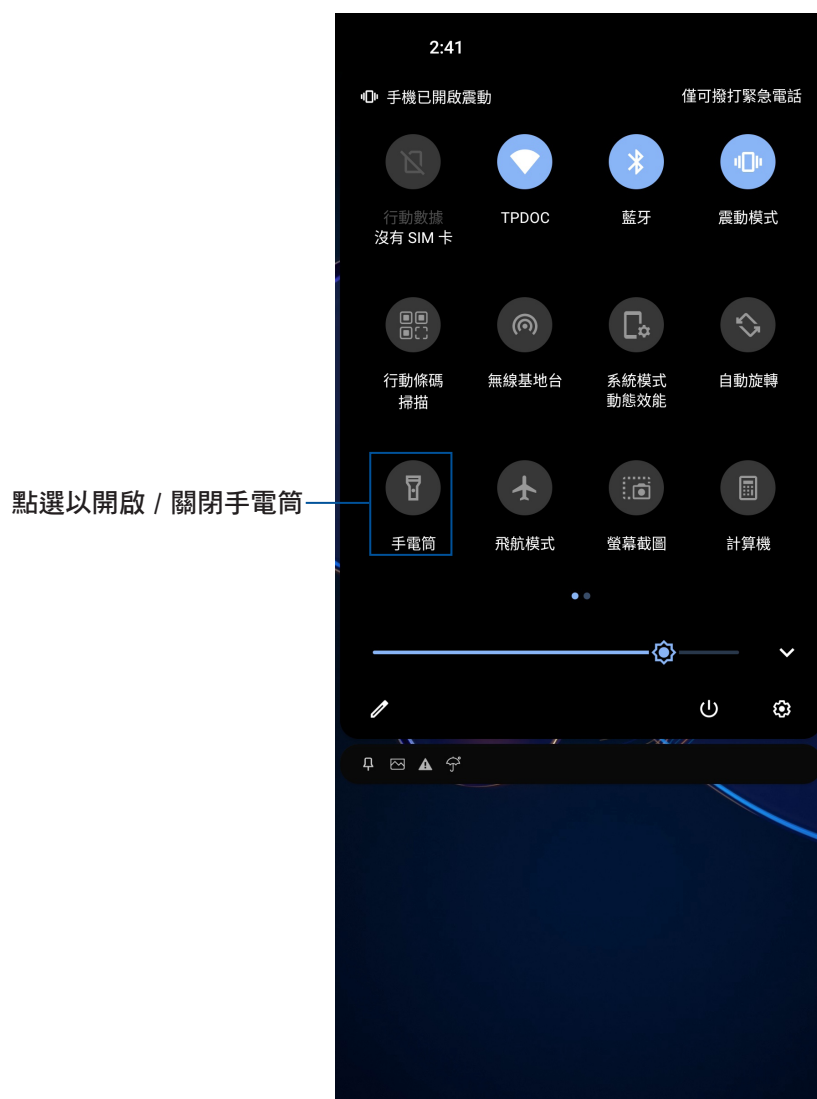 2:41
手機已開啟震動
僅可撥打緊急電話
行動數據
沒有 SIM 卡
TPDOC
藍牙
震動模式
行動條碼
掃描
無線基地台
系統模式
動態效能
自動旋轉
點選以開啟 / 關閉手電筒
手電筒
飛航模式
螢幕截圖
計算機